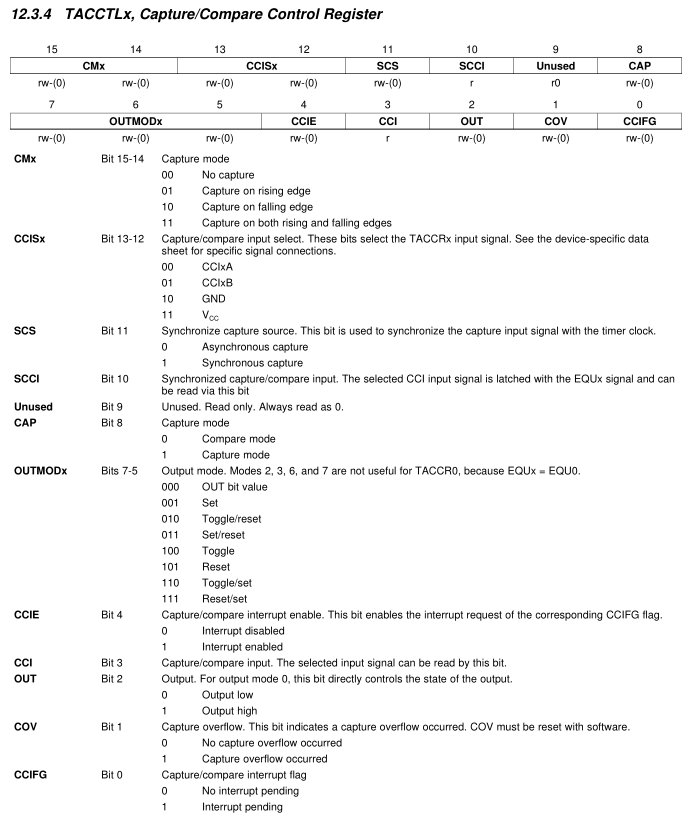 12.3.4 TACCTLx, Capture/Compare Control Register
15 14 13 12 11 10 9 8
CMx CCISx SCS SCCI Unused CAP
rw-(0) rw-(0) rw-(0) rw-(0) rw-(0) r r0 rw-(0)
7 6 5 4 3 2 1 0
OUTMODx CCIE CCI OUT COV CCIFG
rw-(0) rw-(0) rw-(0) rw-(0) r rw-(0) rw-(0) rw-(0)
CMx Bit 15-14 Capture mode
00 No capture
01 Capture on rising edge
10 Capture on falling edge
11 Capture on both rising and falling edges
CCISx Bit 13-12 Capture/compare input select. These bits select the TACCRx input signal. See the device-specific data
sheet for specific signal connections.
00 CCIxA
01 CCIxB
10 GND
11 VCC
SCS Bit 11 Synchronize capture source. This bit is used to synchronize the capture input signal with the timer clock.
0 Asynchronous capture
1 Synchronous capture
SCCI Bit 10 Synchronized capture/compare input. The selected CCI input signal is latched with the EQUx signal and can
be read via this bit
Unused Bit 9 Unused. Read only. Always read as 0.
CAP Bit 8 Capture mode
0 Compare mode
1 Capture mode
OUTMODx Bits 7-5 Output mode. Modes 2, 3, 6, and 7 are not useful for TACCR0, because EQUx = EQU0.
000 OUT bit value
001 Set
010 Toggle/reset
011 Set/reset
100 Toggle
101 Reset
110 Toggle/set
111 Reset/set
CCIE Bit 4 Capture/compare interrupt enable. This bit enables the interrupt request of the corresponding CCIFG flag.
0 Interrupt disabled
1 Interrupt enabled
CCI Bit 3 Capture/compare input. The selected input signal can be read by this bit.
OUT Bit 2 Output. For output mode 0, this bit directly controls the state of the output.
0 Output low
1 Output high
COV Bit 1 Capture overflow. This bit indicates a capture overflow occurred. COV must be reset with software.
0 No capture overflow occurred
1 Capture overflow occurred
CCIFG Bit 0 Capture/compare interrupt flag
0 No interrupt pending
1 Interrupt pending